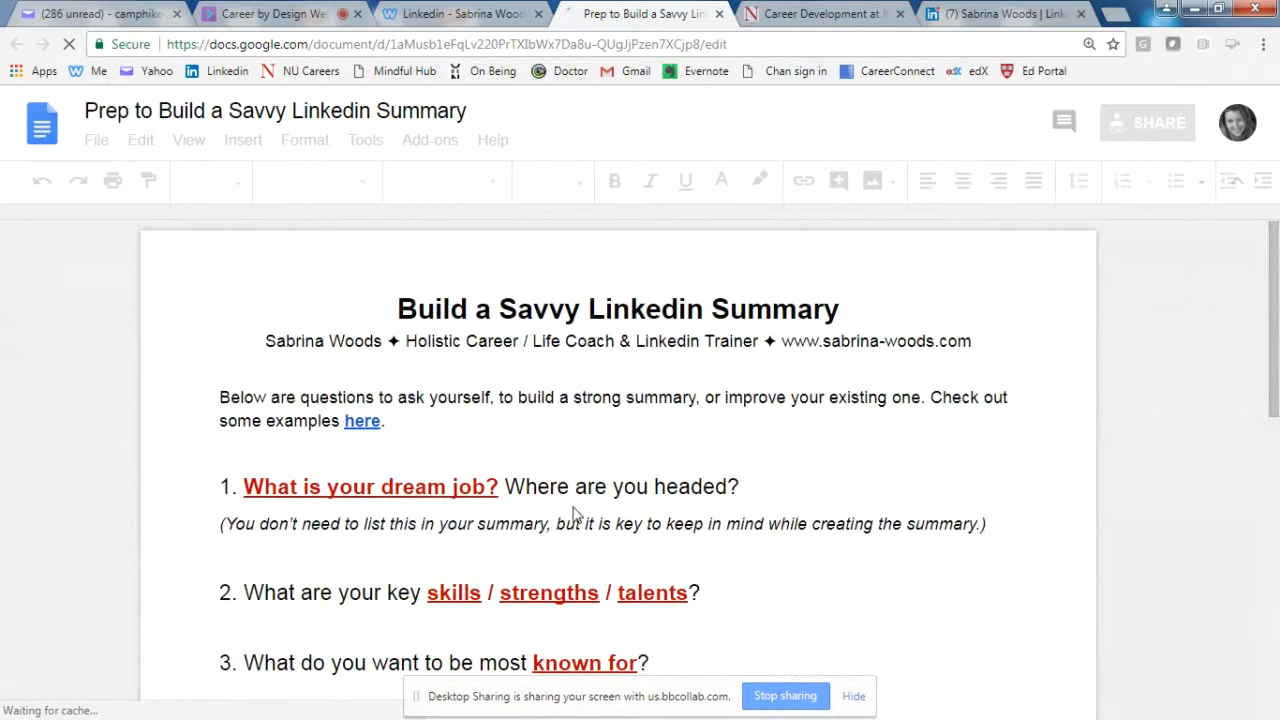 (286 unread) - camphike
Career by Design We
Linkedin - Sabrina Wood
Prep to Build a Savvy Lin
Career Development at N
(7) Sabrina Woods | Link
Secure
https://docs.google.com/document/d/1aMusb1eFqLv220PrTXIbWx7Da8u-QUgJjPzen7XCjp8/edit
Apps
Me
Yahoo
Linkedin
NU Careers
Mindful Hub
On Being
Doctor
Gmail
Evernote
Chan sign in
CareerConnect
edX
Ed Portal
Prep to Build a Savvy Linkedin Summary
File Edit View Insert Format Tools Add-ons Help
SHARE
Build a Savvy Linkedin Summary
Sabrina Woods ✦ Holistic Career / Life Coach & Linkedin Trainer ✦ www.sabrina-woods.com
Below are questions to ask yourself, to build a strong summary, or improve your existing one. Check out
some examples here.
1. What is your dream job? Where are you headed?
(You don't need to list this in your summary, but it is key to keep in mind while creating the summary.)
2. What are your key skills / strengths / talents?
3. What do you want to be most known for?
Desktop Sharing is sharing your screen with us.bbcollab.com.
Stop sharing
Hide
Waiting for cache...